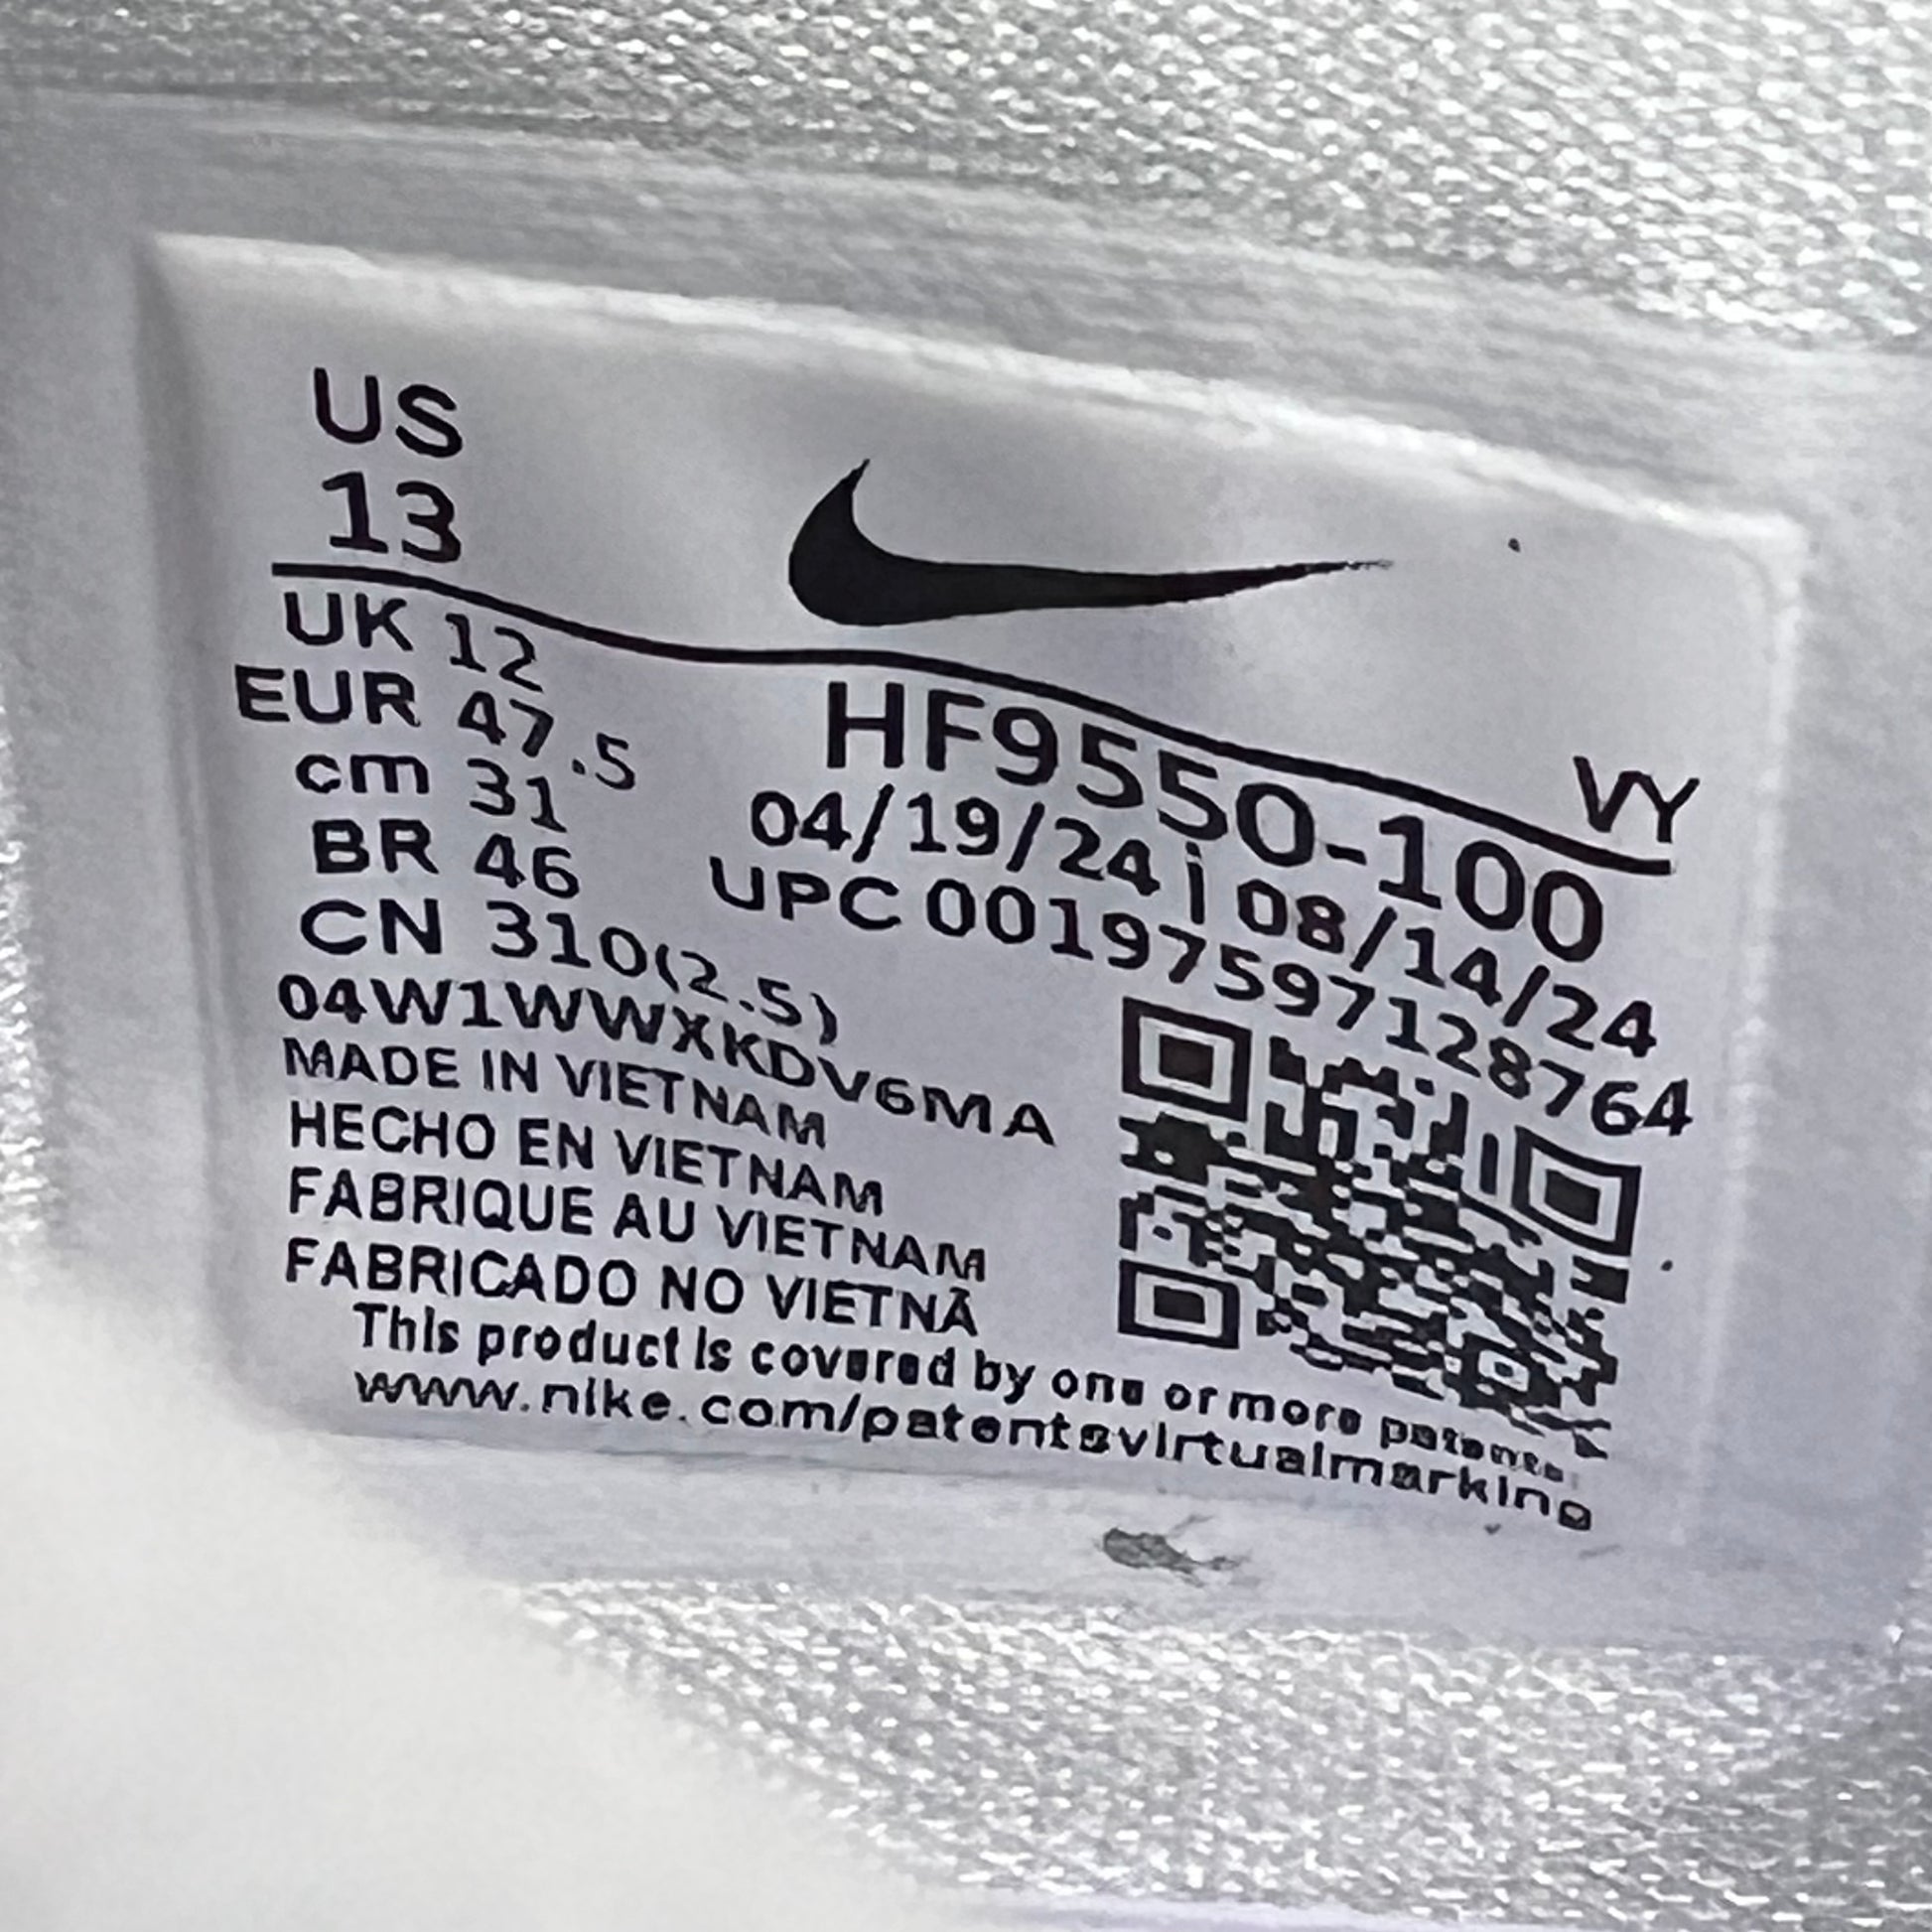 US
13
UK 12
EUR 47.5
cm 31
BR 46
CN 310(2.5)
VY
HF9550-100
04/19/24 i 08/14/24
UPC 00197597128764
04W1WWXKDV6MA
MADE IN VIETNAM
HECHO EN VIETNAM
FABRIQUE AU VIETNAM
FABRICADO NO VIETNÃ
This product is covered by one or more patents.
www.nike.com/patentsvirtualmarking